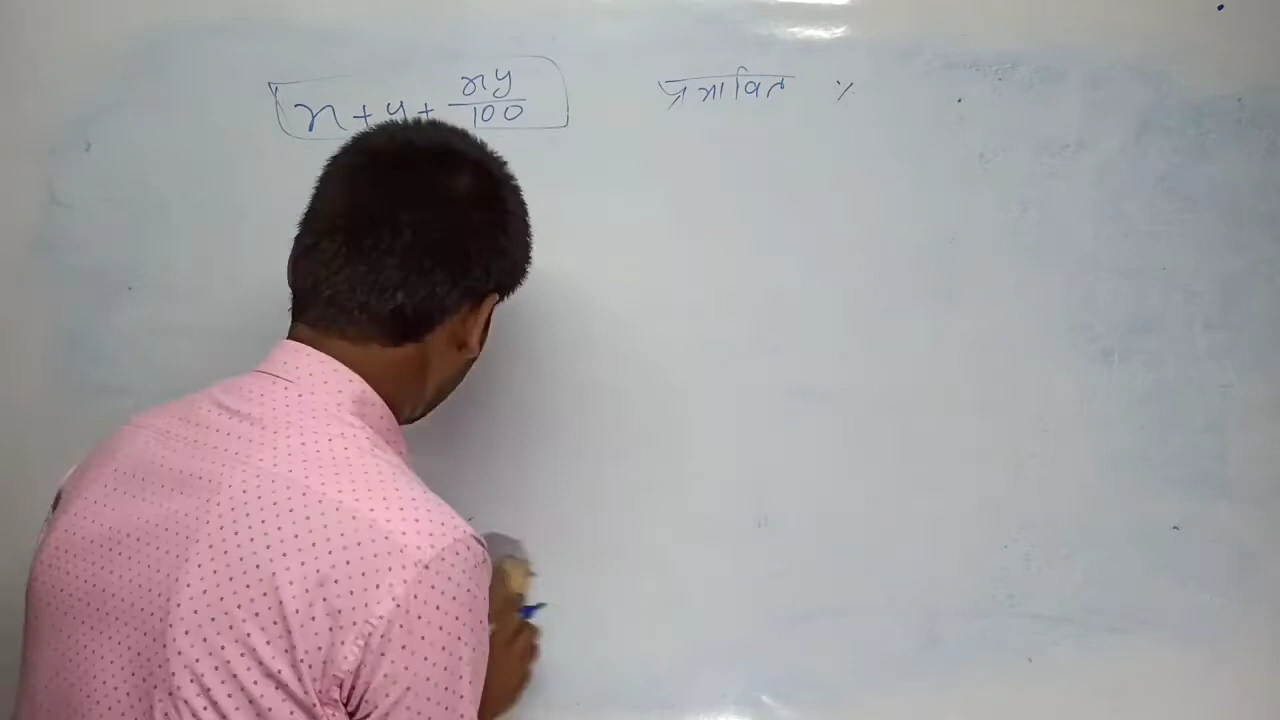 x + y + xy/100
प्रभावित %